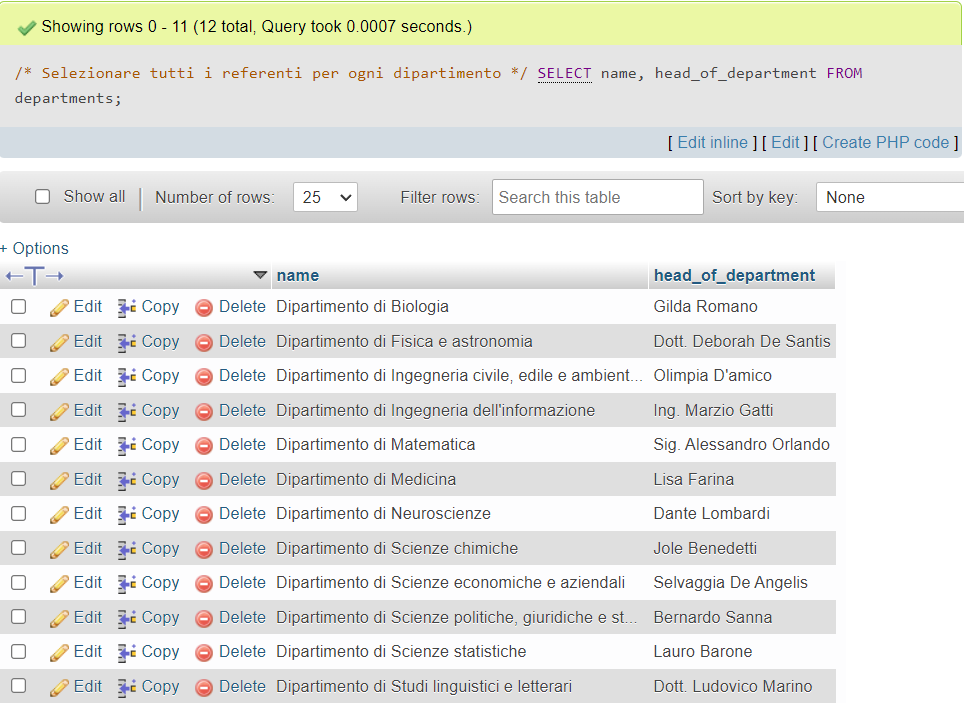 Showing rows 0 - 11 (12 total, Query took 0.0007 seconds.)
/* Selezionare tutti i referenti per ogni dipartimento */ SELECT name, head_of_department FROM
departments;
[ Edit inline ] [ Edit ] [ Create PHP code ]
Show all Number of rows: 25 Filter rows: Search this table Sort by key: None
+ Options
name head_of_department
Edit Copy Delete Dipartimento di Biologia Gilda Romano
Edit Copy Delete Dipartimento di Fisica e astronomia Dott. Deborah De Santis
Edit Copy Delete Dipartimento di Ingegneria civile, edile e ambient... Olimpia D'amico
Edit Copy Delete Dipartimento di Ingegneria dell'informazione Ing. Marzio Gatti
Edit Copy Delete Dipartimento di Matematica Sig. Alessandro Orlando
Edit Copy Delete Dipartimento di Medicina Lisa Farina
Edit Copy Delete Dipartimento di Neuroscienze Dante Lombardi
Edit Copy Delete Dipartimento di Scienze chimiche Jole Benedetti
Edit Copy Delete Dipartimento di Scienze economiche e aziendali Selvaggia De Angelis
Edit Copy Delete Dipartimento di Scienze politiche, giuridiche e st... Bernardo Sanna
Edit Copy Delete Dipartimento di Scienze statistiche Lauro Barone
Edit Copy Delete Dipartimento di Studi linguistici e letterari Dott. Ludovico Marino